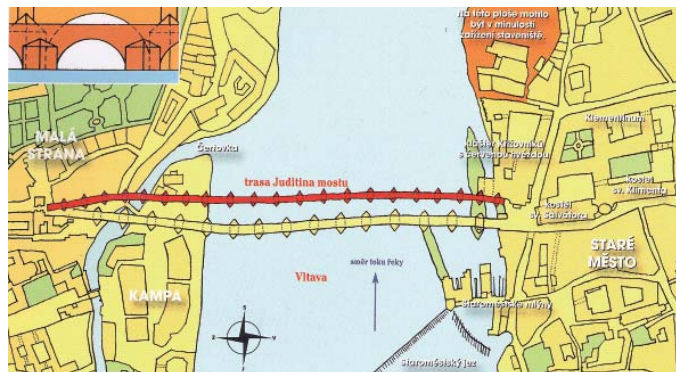 Na této ploše mohlo
být v minulosti
zařízení staveniště.
Klementinum
MALÁ
STRANA
Čertovka
klášter Křižovníků
s červenou hvězdou
trasa Juditina mostu
kostel
sv. Klimenta
kostel
sv. Salvátora
STARÉ
MĚSTO
směr toku řeky
Vltava
KAMPA
Staroměstské mlýny
S
Z
V
J
Staroměstský jez